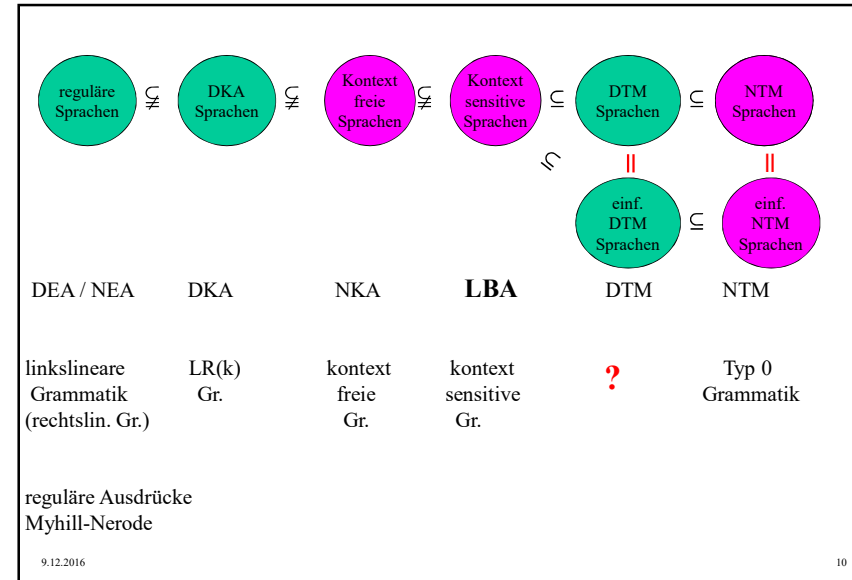 reguläre
Sprachen
⊊
DKA
Sprachen
⊊
Kontext
freie
Sprachen
⊊
Kontext
sensitive
Sprachen
⊆
DTM
Sprachen
⊆
NTM
Sprachen
⊆
=
=
einf.
DTM
Sprachen
⊆
einf.
NTM
Sprachen
DEA / NEA DKA NKA LBA DTM NTM
linkslineare
Grammatik
(rechtslin. Gr.)
LR(k)
Gr.
kontext
freie
Gr.
kontext
sensitive
Gr.
?
Typ 0
Grammatik
reguläre Ausdrücke
Myhill-Nerode
9.12.2016 10